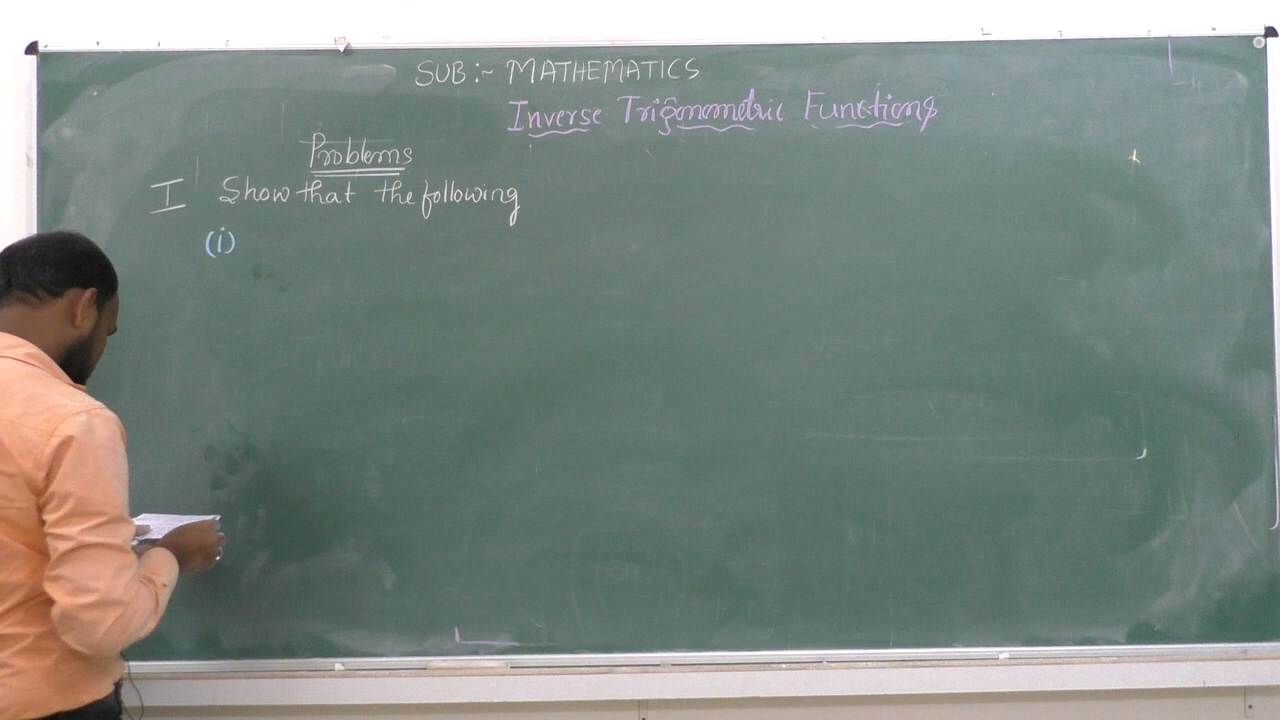 SUB:- MATHEMATICS
Inverse Trigonometric Functions
Problems
I Show that the following
(i)